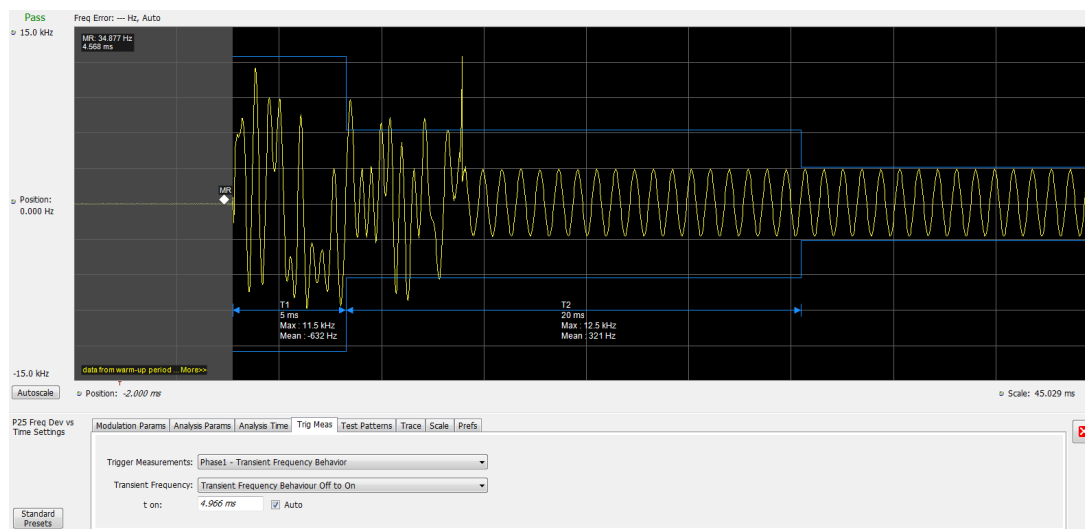 Pass Freq Error: --- Hz, Auto
15.0 kHz
MR: 34.877 Hz
4.568 ms
MR
Position:
0.000 Hz
T1
5 ms
Max : 11.5 kHz
Mean : -632 Hz
T2
20 ms
Max : 12.5 kHz
Mean : 321 Hz
-15.0 kHz
data from warm-up period ... More>>
T
Autoscale
Position: -2.000 ms
Scale: 45.029 ms
P25 Freq Dev vs
Time Settings
Modulation Params Analysis Params Analysis Time Trig Meas Test Patterns Trace Scale Prefs
Trigger Measurements: Phase1 - Transient Frequency Behavior
Transient Frequency: Transient Frequency Behaviour Off to On
t on: 4.966 ms Auto
Standard
Presets